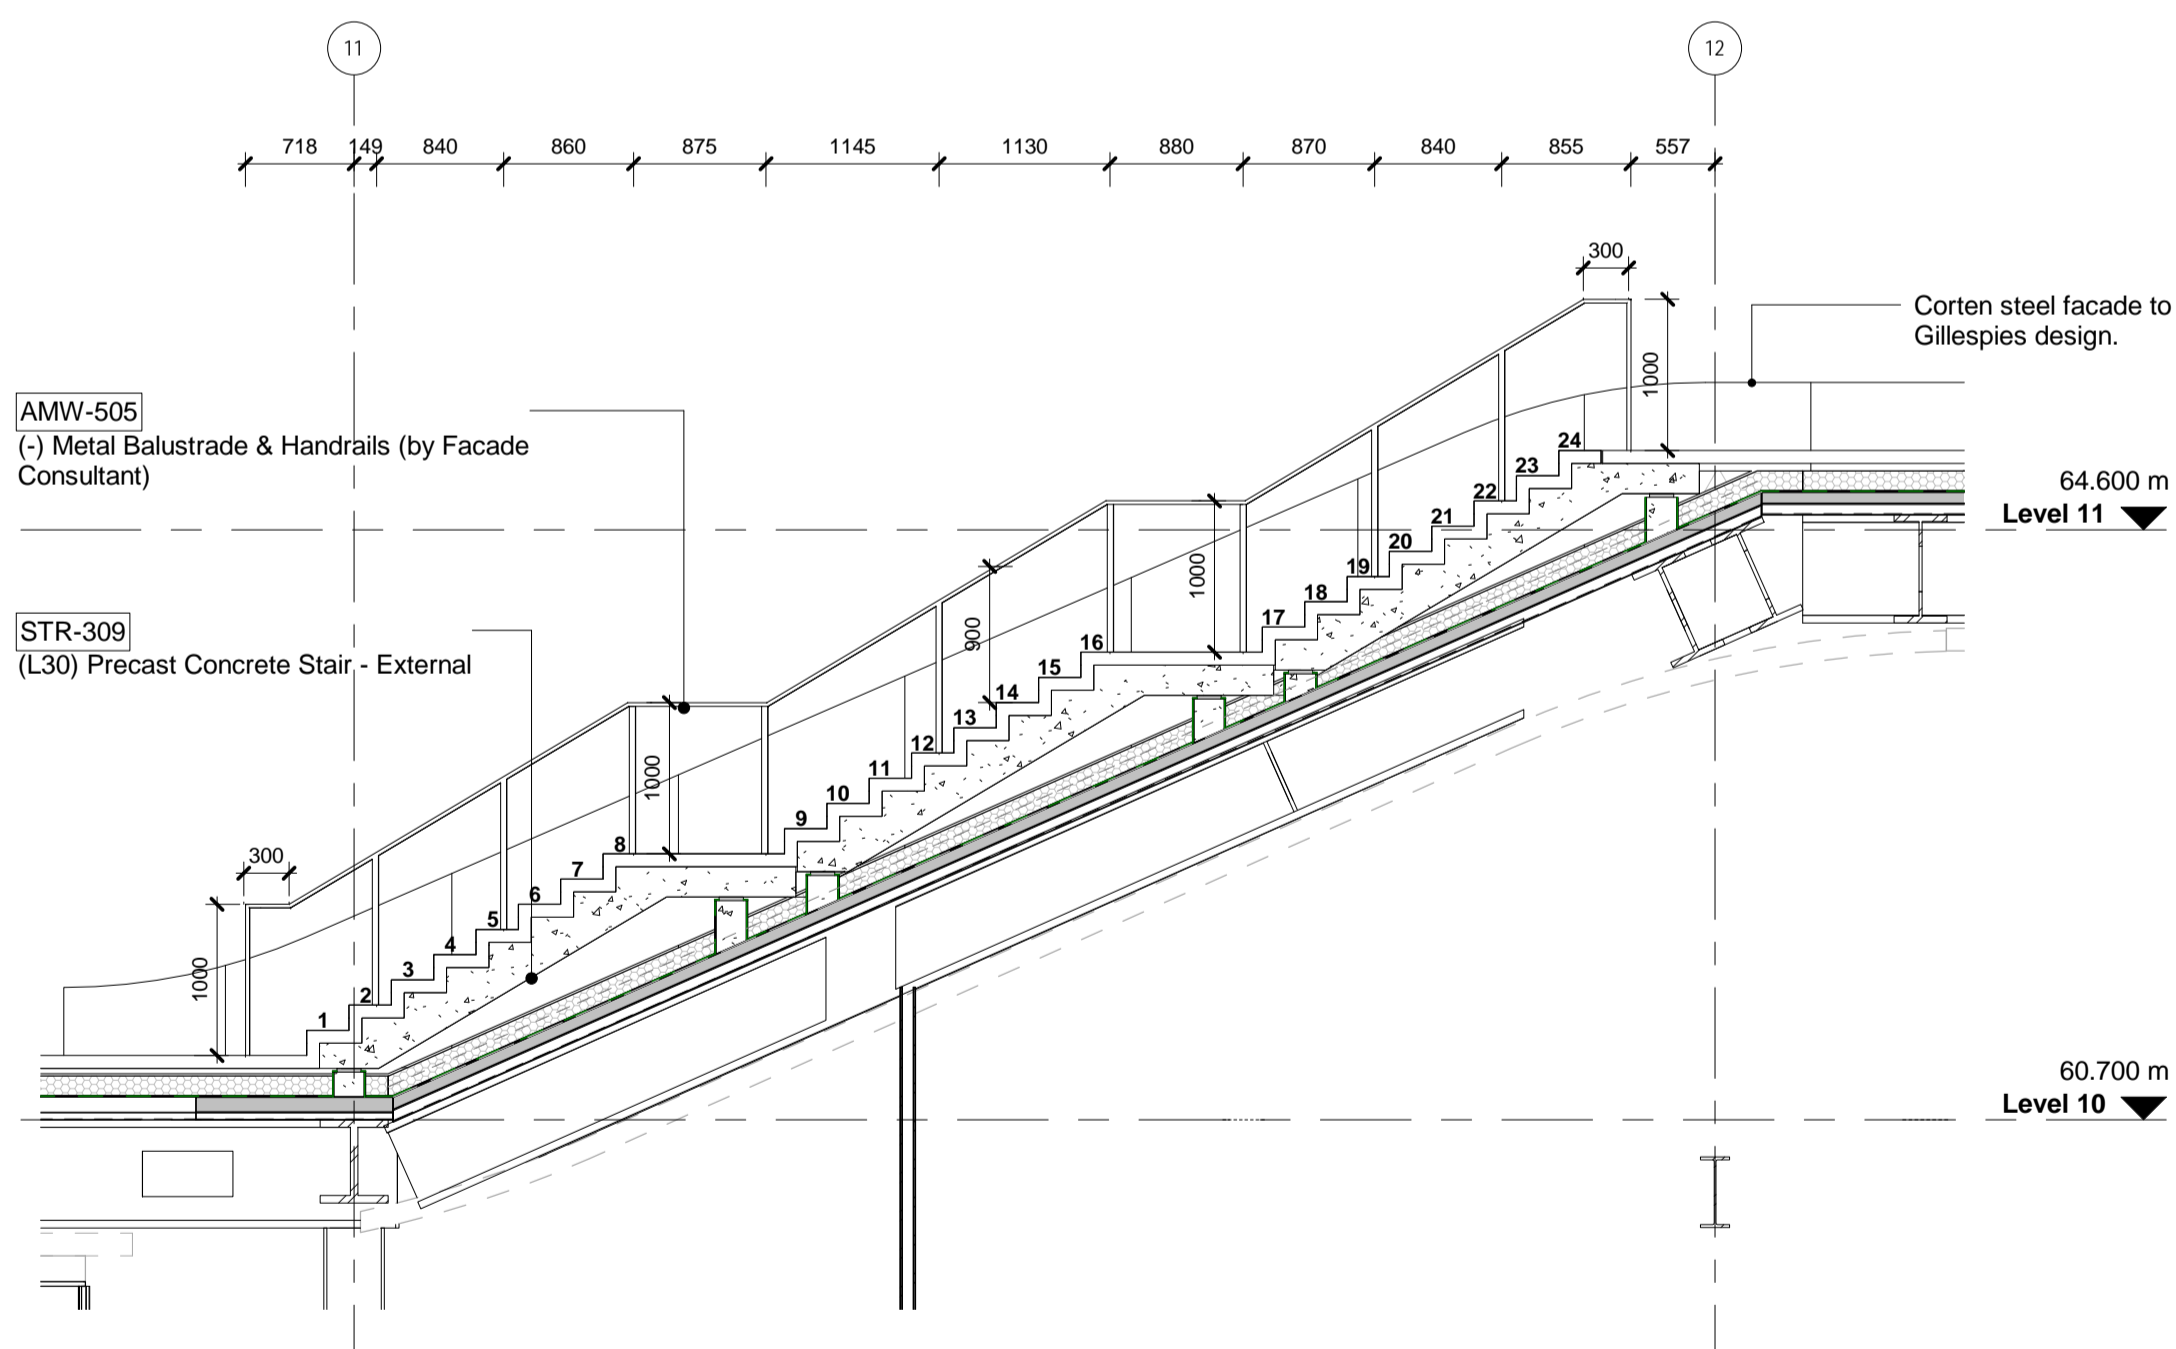 11
12
718 149 840 860 875 1145 1130 880 870 840 855 557
300
Corten steel facade to
Gillespies design.
1000
AMW-505
(-) Metal Balustrade & Handrails (by Facade
Consultant)
64.600 m
Level 11
STR-309
(L30) Precast Concrete Stair - External
24
23
22
21
20
19
18
17
1000
900
16
15
14
13
12
11
10
9
1000
8
7
6
5
4
3
2
1
300
1000
60.700 m
Level 10